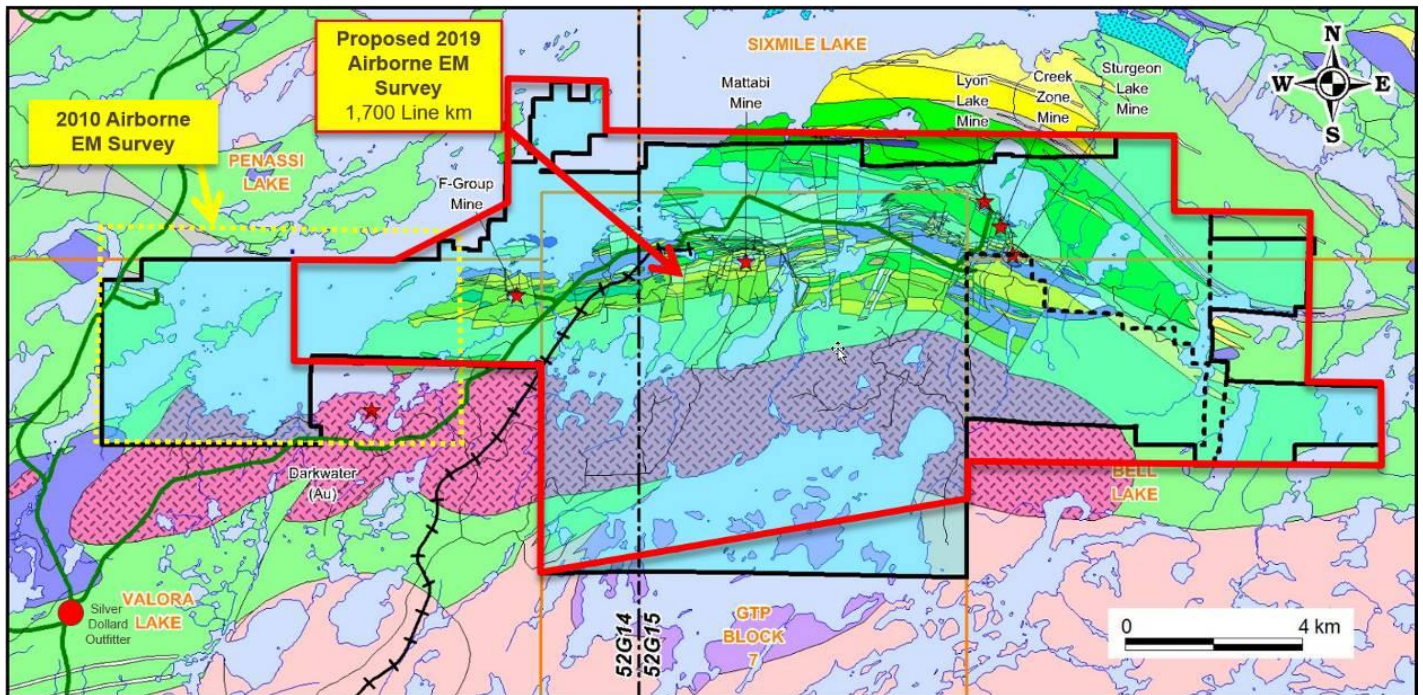 Proposed 2019
Airborne EM
Survey
1,700 Line km
2010 Airborne
EM Survey
SIXMILE LAKE
N
W
E
S
Mattabi
Mine
Lyon
Lake
Mine
Creek
Zone
Mine
Sturgeon
Lake
Mine
PENASSI
LAKE
F-Group
Mine
Darkwater
(Au)
BELL
LAKE
VALORA
LAKE
Silver
Dollard
Outfitter
52G14
52G15
GTP
BLOCK
7
0
4 km